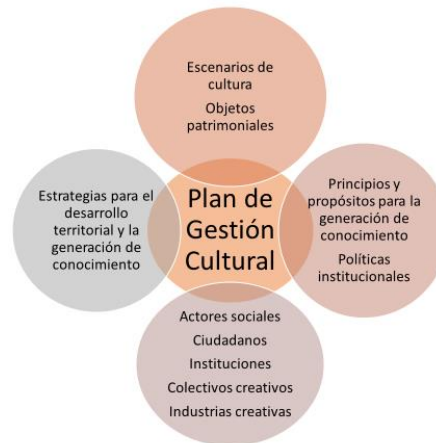 Escenarios de
cultura
Objetos
patrimoniales
Estrategias para el
desarrollo
territorial y la
generación de
conocimiento
Plan de
Gestión
Cultural
Principios y
propósitos para la
generación de
conocimiento
Políticas
institucionales
Actores sociales
Ciudadanos
Instituciones
Colectivos creativos
Industrias creativas